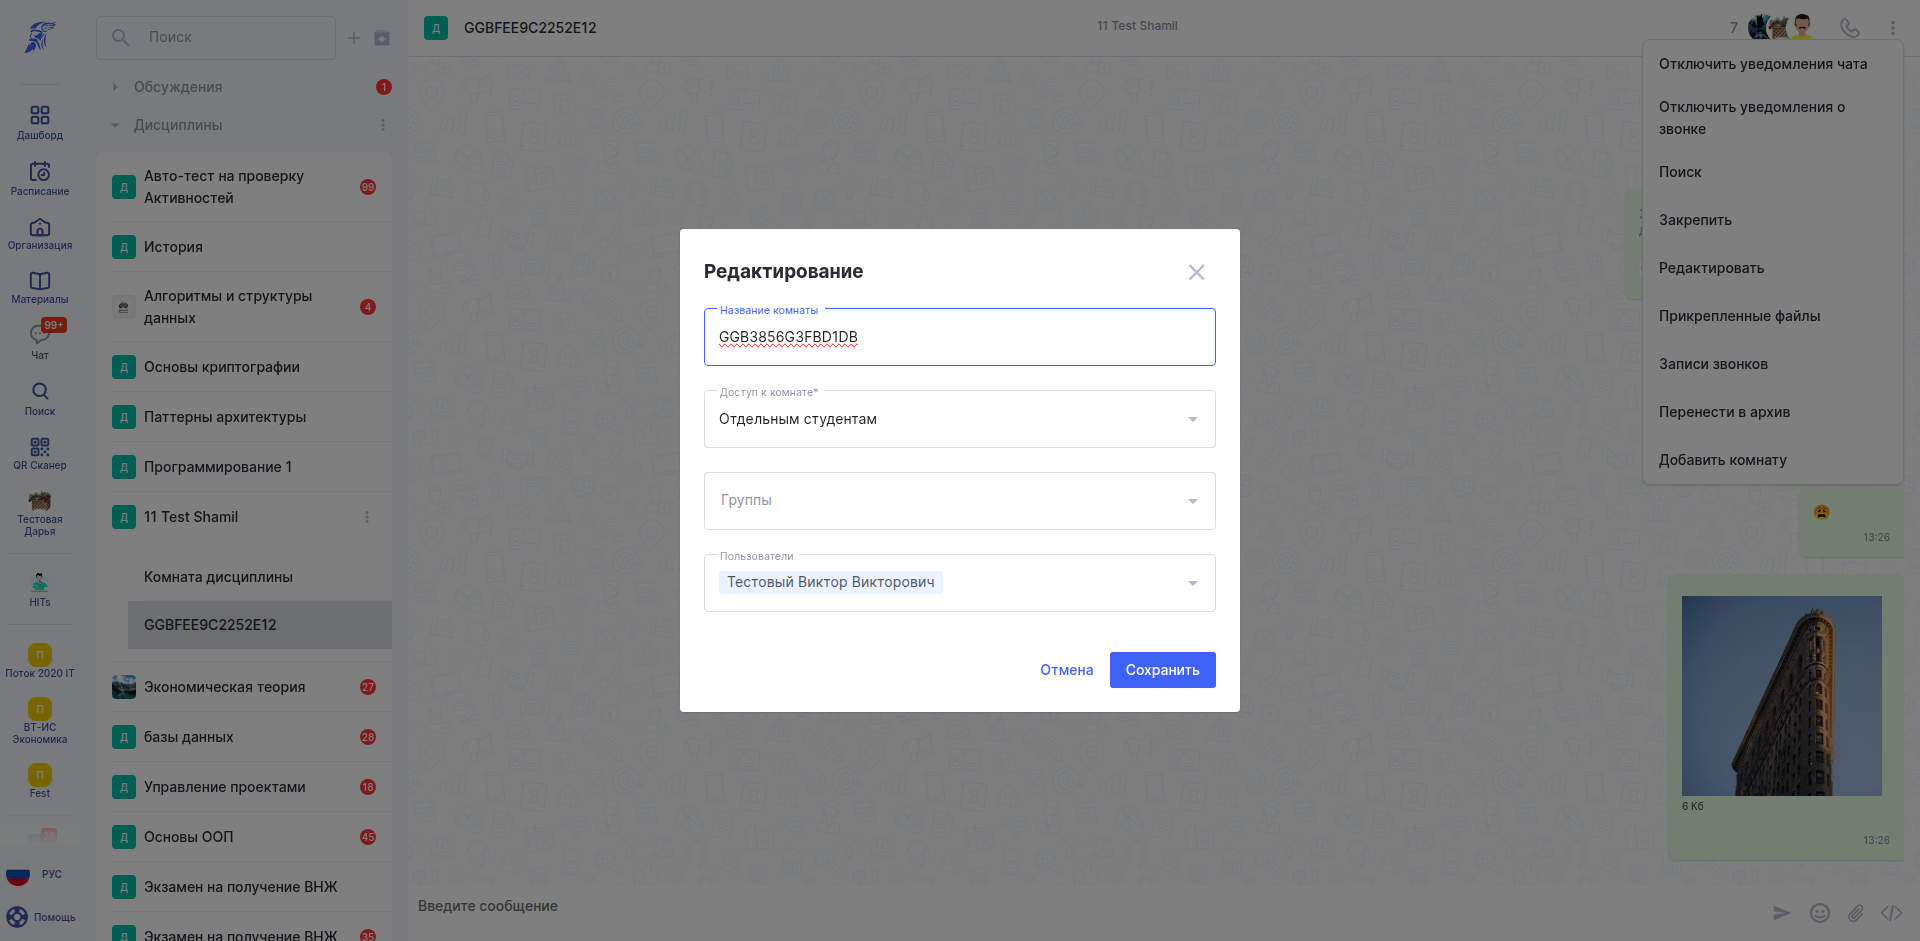 Дашборд
Расписание
Организация
Материалы
99+
Чат
Поиск
QR Сканер
Тестовая
Дарья
HITs
П
Поток 2020 IT
П
ВТ-ИС
Экономика
П
Fest
РУС
Помощь
Поиск
Обсуждения
1
Дисциплины
Д
Авто-тест на проверку
Активностей
99
Д
История
Алгоритмы и структуры
данных
4
Д
Основы криптографии
Д
Паттерны архитектуры
Д
Программирование 1
Д
11 Test Shamil
Комната дисциплины
GGBFEE9C2252E12
Экономическая теория
27
Д
базы данных
28
Д
Управление проектами
18
Д
Основы ООП
45
Д
Экзамен на получение ВНЖ
Д
Экзамен на получение ВНЖ
35
Д
GGBFEE9C2252E12
11 Test Shamil
7
Отключить уведомления чата
Отключить уведомления о
звонке
Поиск
Закрепить
Редактировать
Прикрепленные файлы
Записи звонков
Перенести в архив
Добавить комнату
Редактирование
Название комнаты
GGB3856G3FBD1DB
Доступ к комнате*
Отдельным студентам
Группы
Пользователи
Тестовый Виктор Викторович
Отмена
Сохранить
13:26
6 Кб
13:26
Введите сообщение